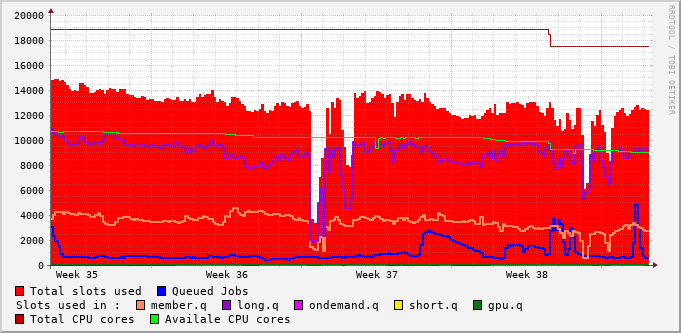 20000
18000
16000
14000
12000
10000
8000
6000
4000
2000
0
Week 35 Week 36 Week 37 Week 38
RRDTOOL / TOBI OETIKER
Total slots used Queued Jobs
Slots used in : member.q long.q ondemand.q short.q gpu.q
Total CPU cores Availale CPU cores